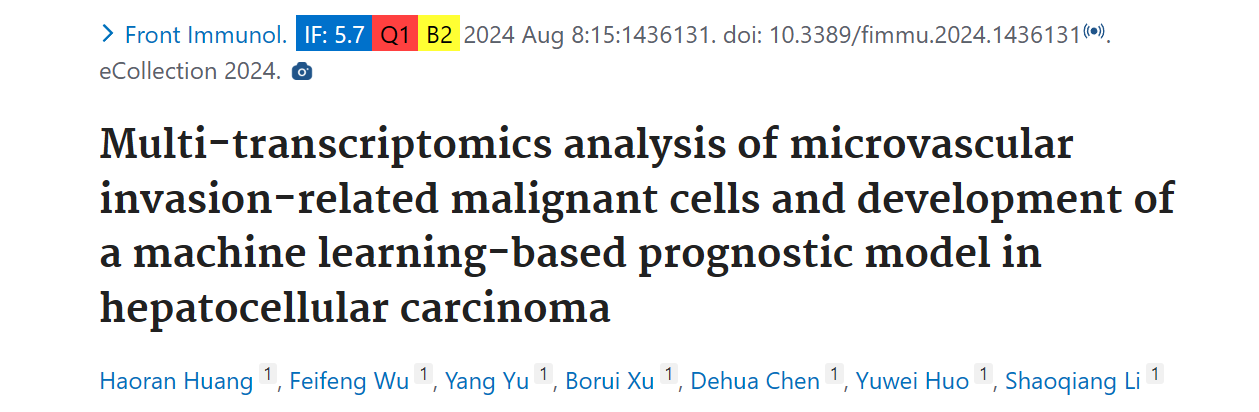 Front Immunol. IF: 5.7 Q1 B2 2024 Aug 8:15:1436131. doi: 10.3389/fimmu.2024.1436131.
eCollection 2024.
Multi-transcriptomics analysis of microvascular
invasion-related malignant cells and development of
a machine learning-based prognostic model in
hepatocellular carcinoma
Haoran Huang 1, Feifeng Wu 1, Yang Yu 1, Borui Xu 1, Dehua Chen 1, Yuwei Huo 1, Shaoqiang Li 1